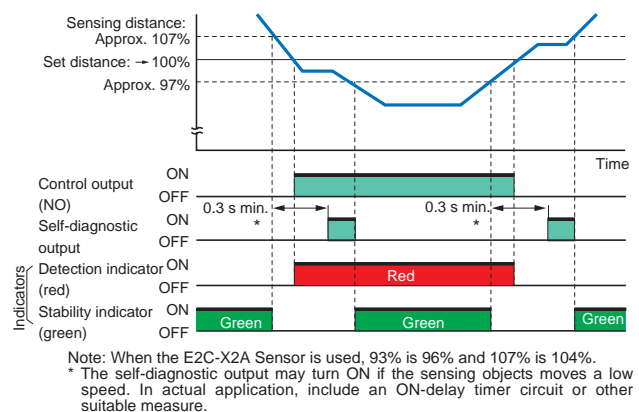 Sensing distance:
Approx. 107%
Set distance: → 100%
Approx. 97%
Time
Control output (NO)
ON
OFF
0.3 s min.
*
0.3 s min.
*
Self-diagnostic output
ON
OFF
Indicators
Detection indicator (red)
ON
OFF
Red
Stability indicator (green)
ON
OFF
Green
Green
Green
Note: When the E2C-X2A Sensor is used, 93% is 96% and 107% is 104%.
* The self-diagnostic output may turn ON if the sensing objects moves a low
speed. In actual application, include an ON-delay timer circuit or other
suitable measure.